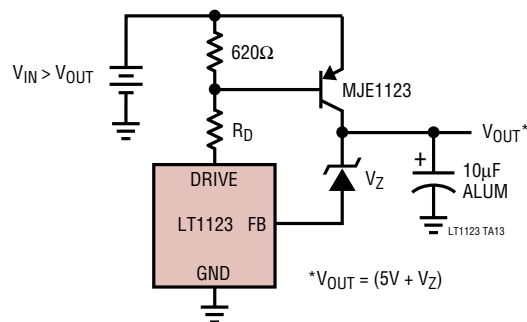 620Ω
V_IN > V_OUT
MJE1123
R_D
V_OUT*
DRIVE
+
10µF
ALUM
V_Z
LT1123 FB
LT1123 TA13
GND
*V_OUT = (5V + V_Z)